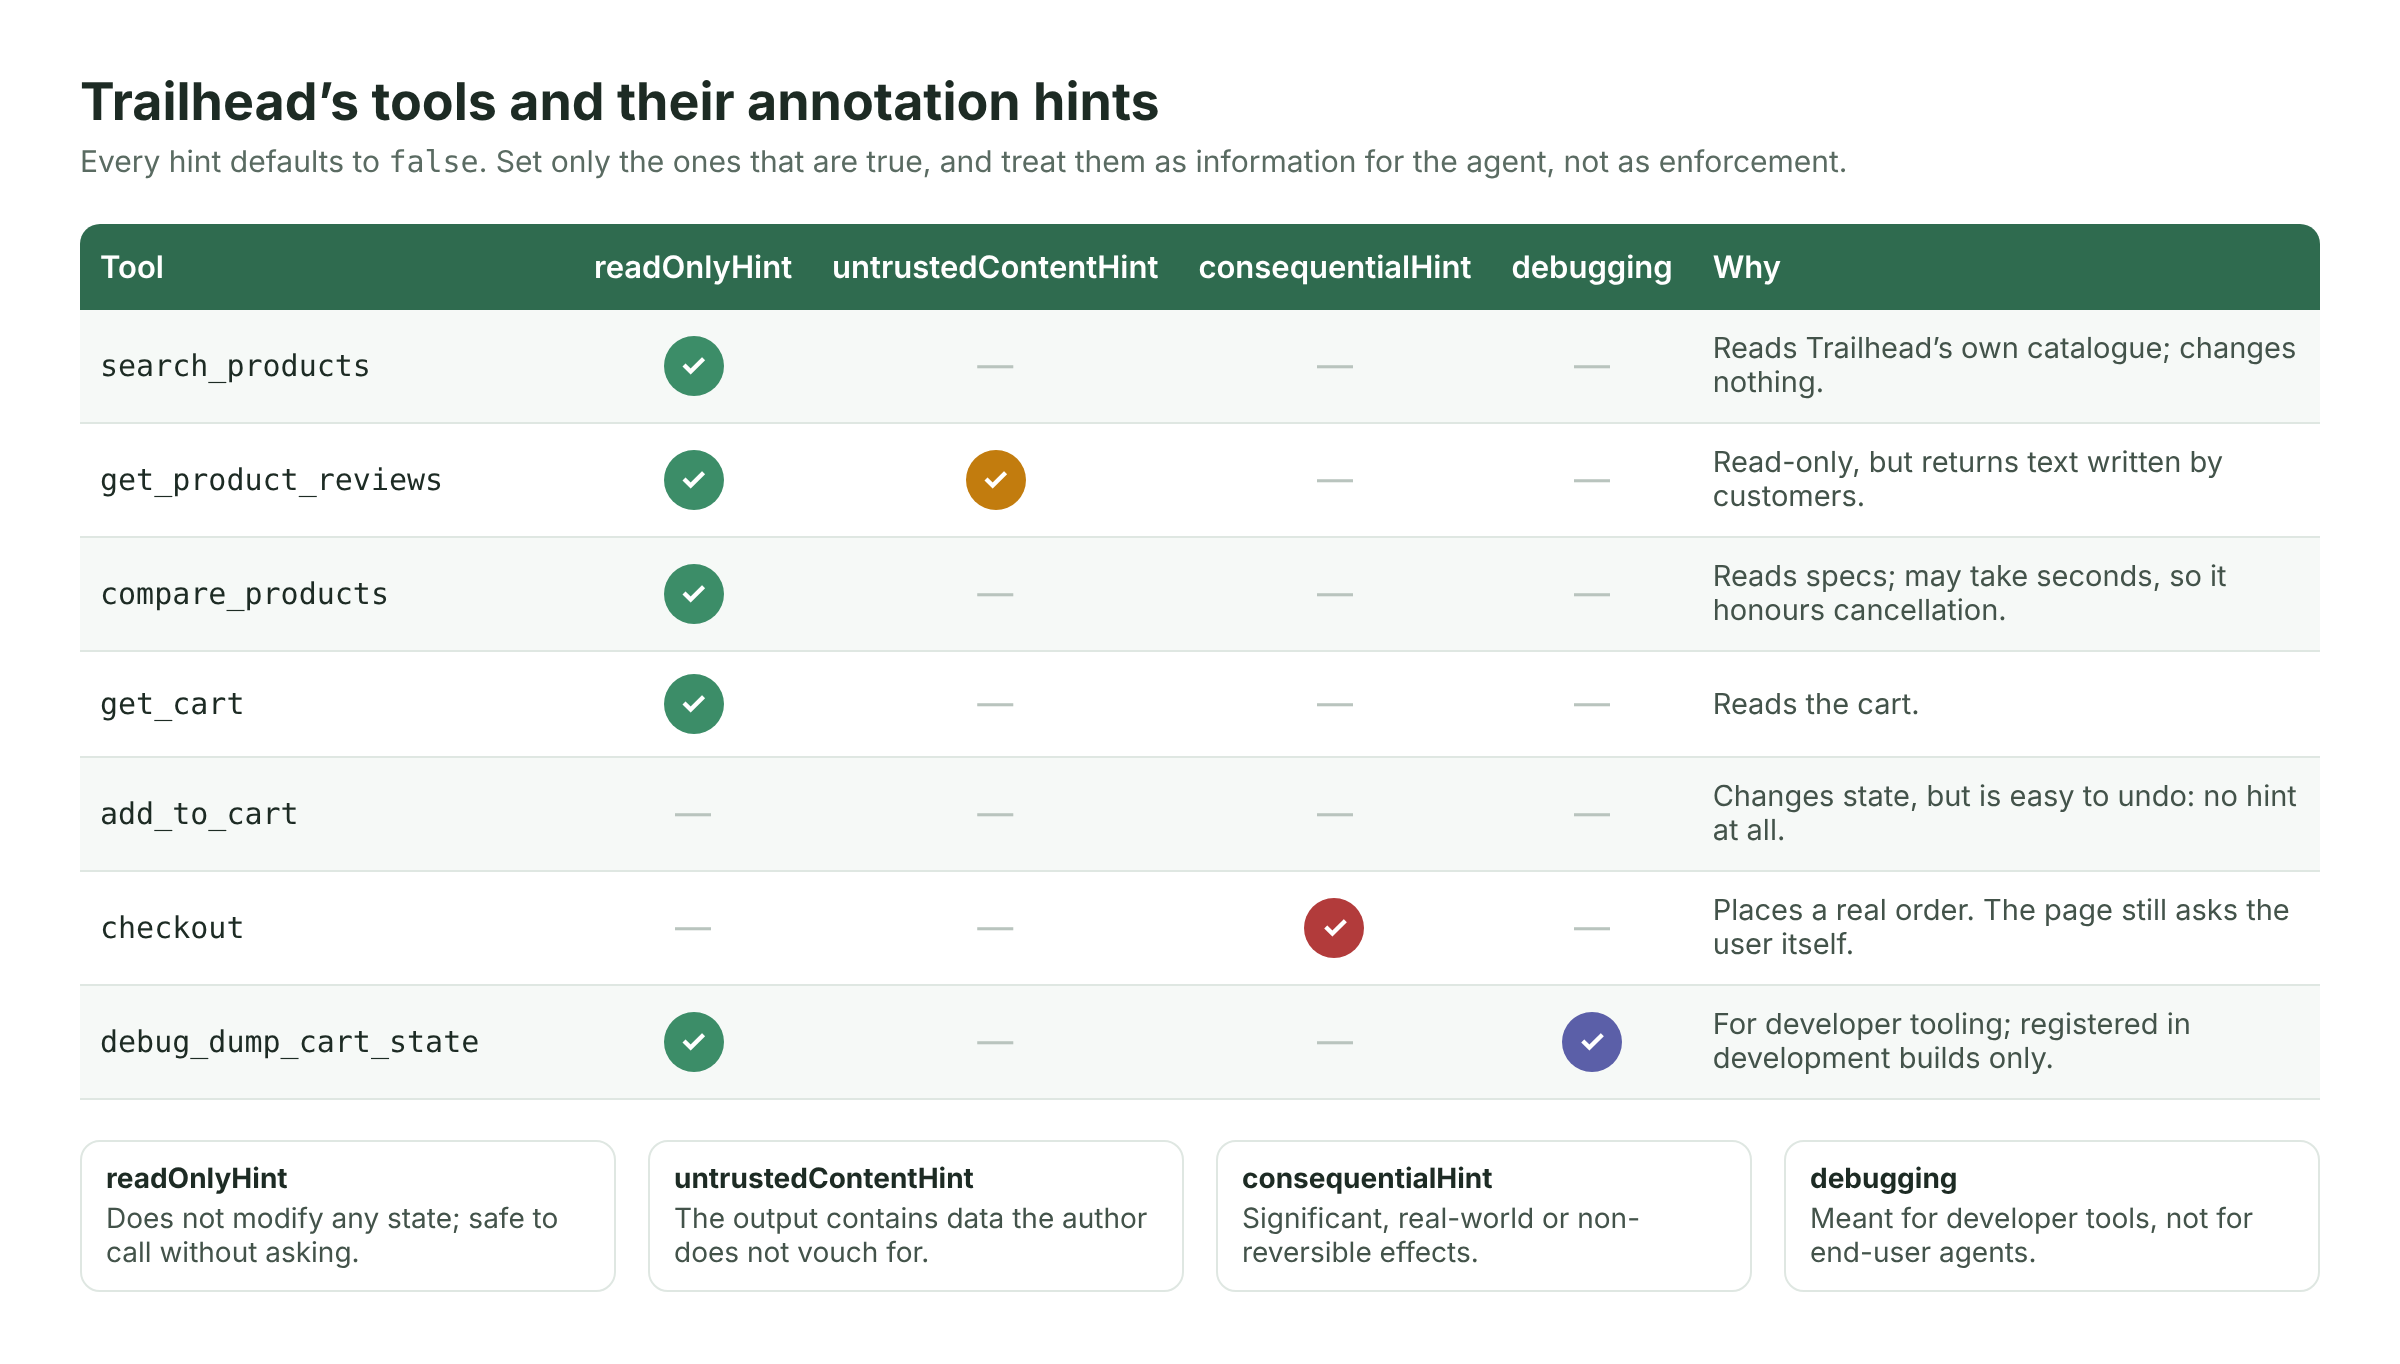 Trailhead’s tools and their annotation hints
Every hint defaults to false. Set only the ones that are true, and treat them as information for the agent, not as enforcement.
Tool readOnlyHint untrustedContentHint consequentialHint debugging Why
search_products ✓ — — — Reads Trailhead’s own catalogue; changes
nothing.
get_product_reviews ✓ ✓ — — Read-only, but returns text written by
customers.
compare_products ✓ — — — Reads specs; may take seconds, so it
honours cancellation.
get_cart ✓ — — — Reads the cart.
add_to_cart — — — — Changes state, but is easy to undo: no hint
at all.
checkout — — ✓ — Places a real order. The page still asks the
user itself.
debug_dump_cart_state ✓ — — ✓ For developer tooling; registered in
development builds only.
readOnlyHint
Does not modify any state; safe to
call without asking.
untrustedContentHint
The output contains data the author
does not vouch for.
consequentialHint
Significant, real-world or non-
reversible effects.
debugging
Meant for developer tools, not for
end-user agents.